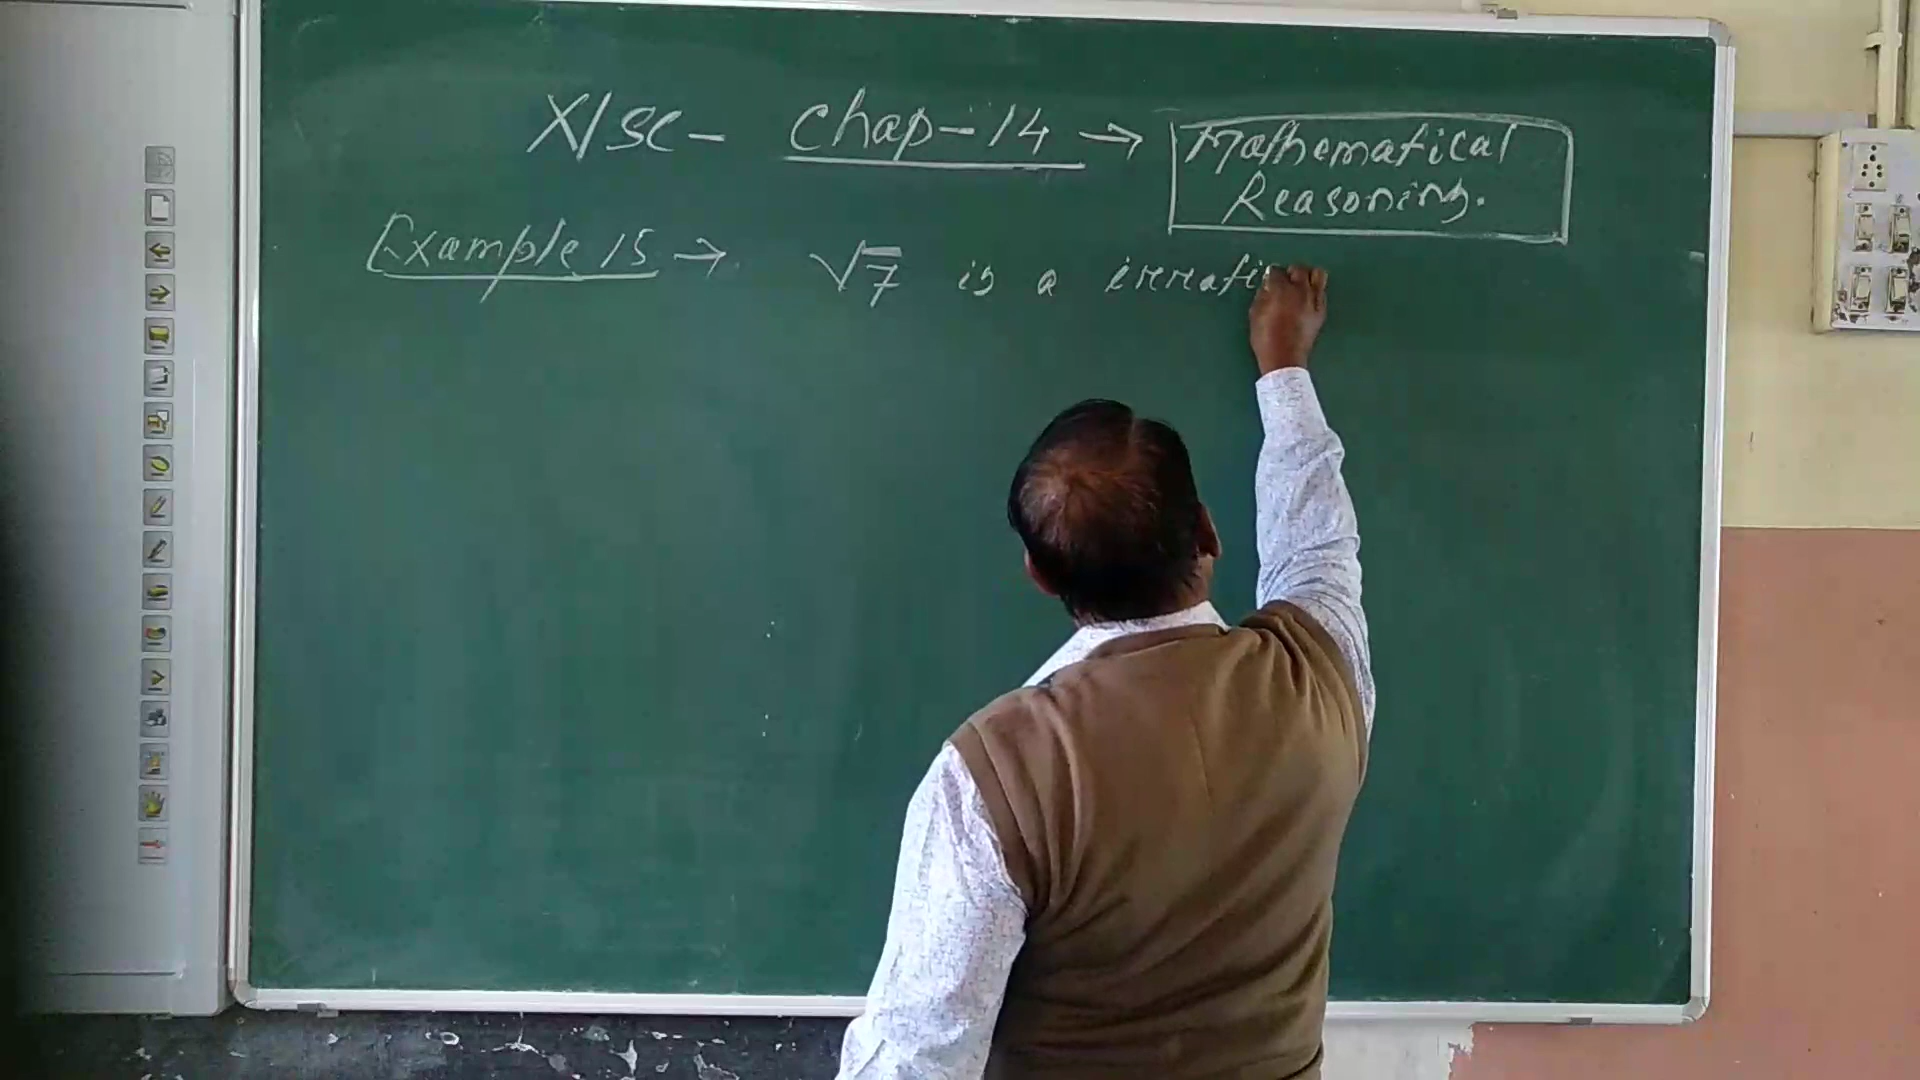 XI Sc - Chap-14 → Mathematical
Reasoning.
Example 15 → √7 is a irrati